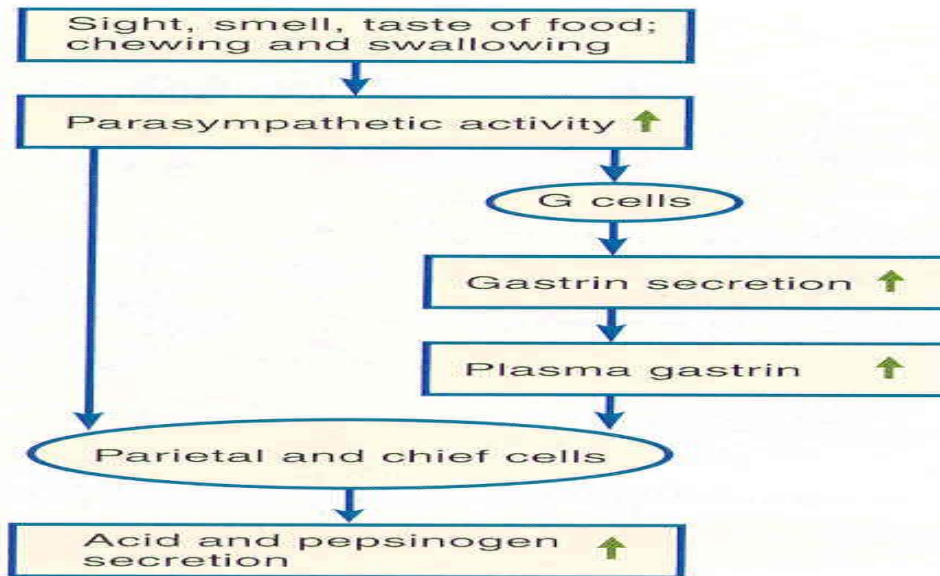 Sight, smell, taste of food;
chewing and swallowing
Parasympathetic activity
G cells
Gastrin secretion
Plasma gastrin
Parietal and chief cells
Acid and pepsinogen
secretion